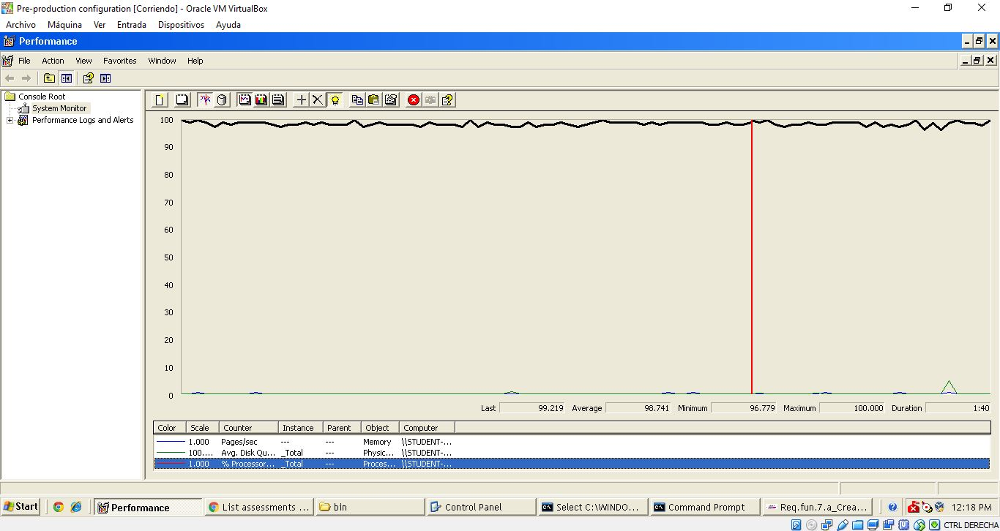 Pre-production configuration [Corriendo] - Oracle VM VirtualBox
Archivo Máquina Ver Entrada Dispositivos Ayuda
Performance
File Action View Favorites Window Help
Console Root
System Monitor
Performance Logs and Alerts
100
90
80
70
60
50
40
30
20
10
0
Last 99.219 Average 98.741 Minimum 96.779 Maximum 100.000 Duration 1:40
Color Scale Counter Instance Parent Object Computer
1.000 Pages/sec --- --- Memory \\STUDENT-...
100.... Avg. Disk Qu... _Total --- Physic... \\STUDENT-...
1.000 % Processor... _Total --- Proces... \\STUDENT-...
Start Performance List assessments ... bin Control Panel Select C:\WINDO... Command Prompt Req.fun.7.a_Crea... 12:18 PM
CTRL DERECHA